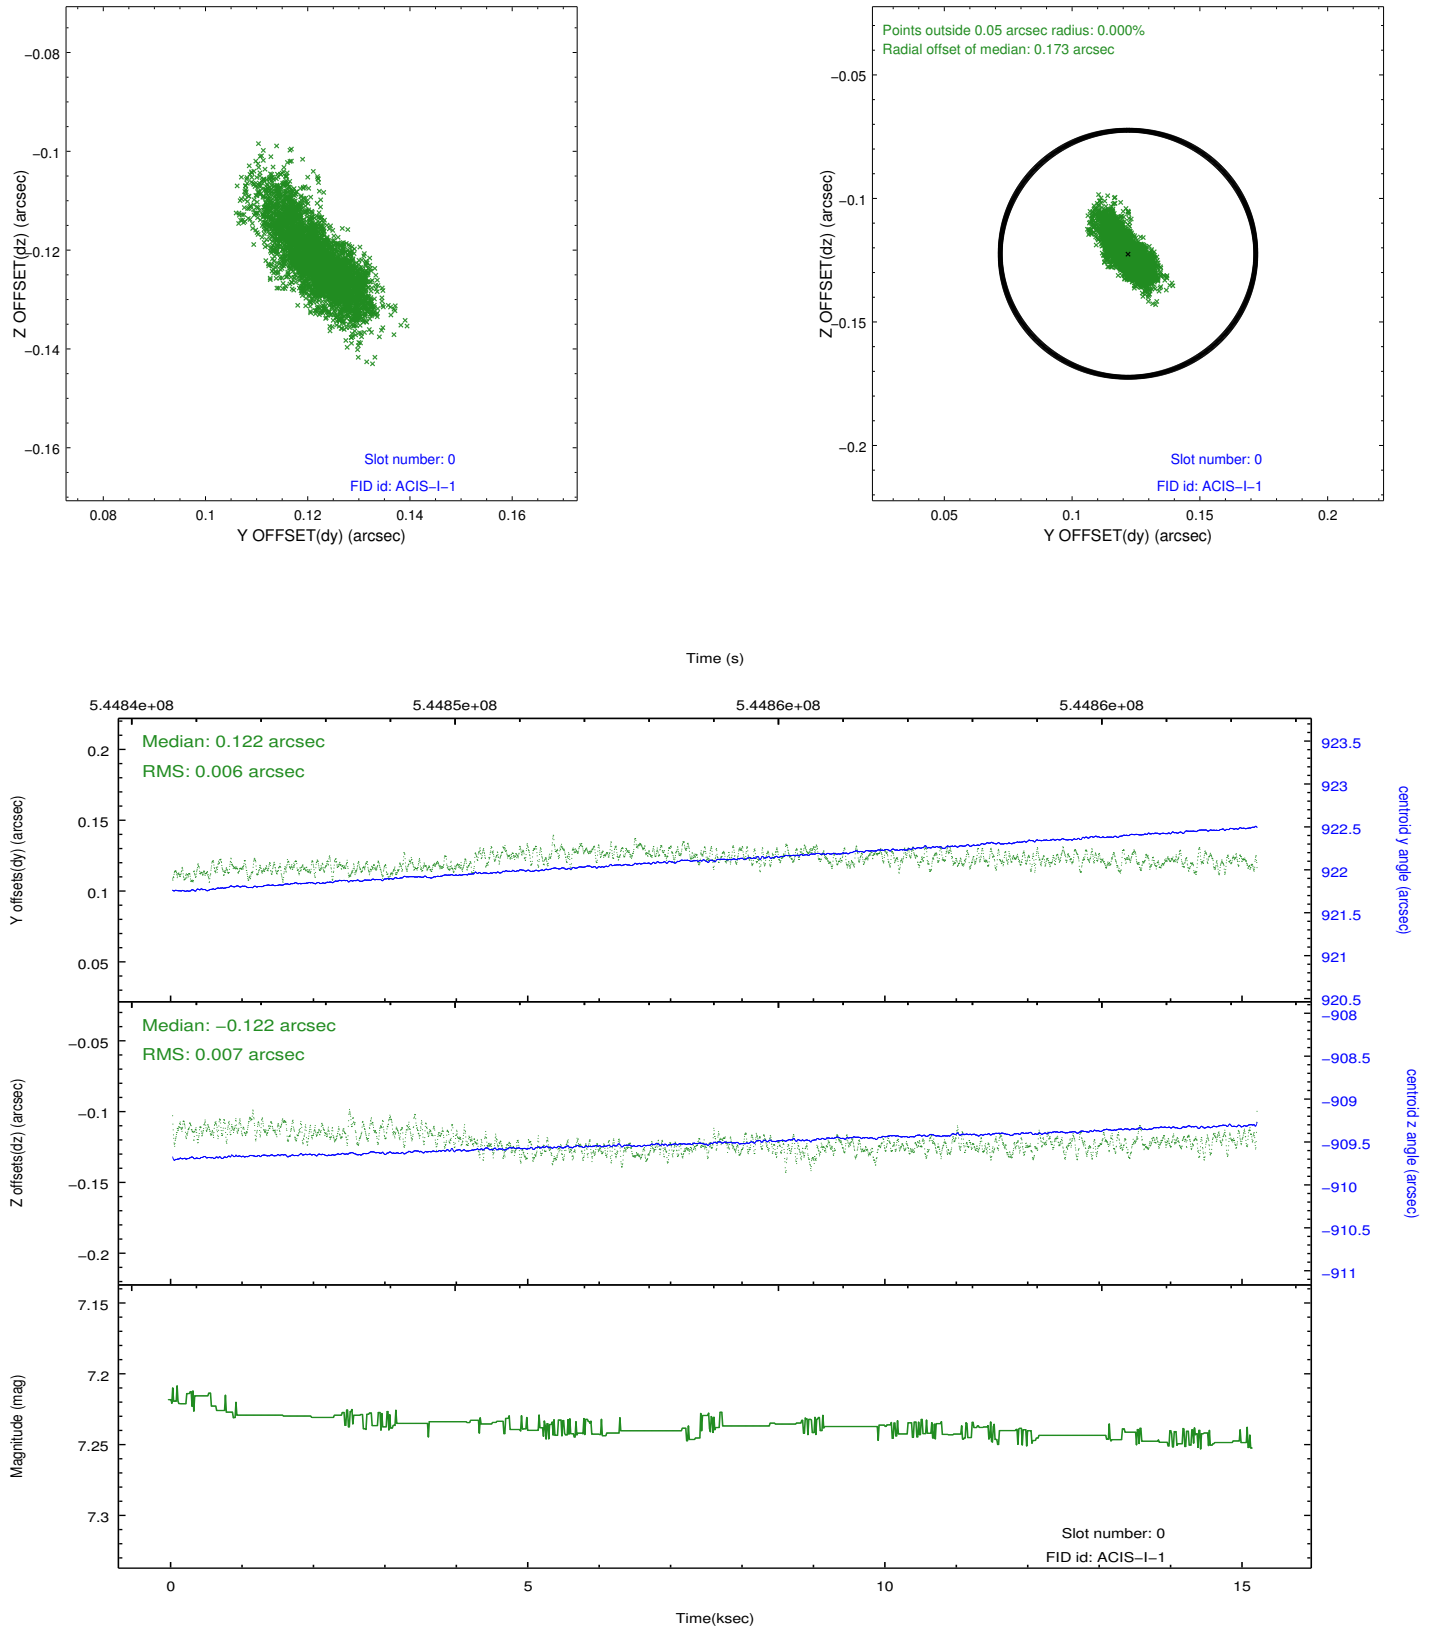 Points outside 0.05 arcsec radius: 0.000%
Radial offset of median: 0.173 arcsec
−0.08
−0.1
−0.12
−0.14
−0.16
Z OFFSET(dz) (arcsec)
Slot number: 0
FID id: ACIS−I−1
0.08 0.1 0.12 0.14 0.16
Y OFFSET(dy) (arcsec)
−0.05
−0.1
−0.15
−0.2
Z OFFSET(dz) (arcsec)
Slot number: 0
FID id: ACIS−I−1
0.05 0.1 0.15 0.2
Y OFFSET(dy) (arcsec)
Time (s)
5.4484e+08 5.4485e+08 5.4486e+08 5.4486e+08
Median: 0.122 arcsec
RMS: 0.006 arcsec
0.2
0.15
0.1
0.05
Y offsets(dy) (arcsec)
923.5
923
922.5
922
921.5
921
920.5
centroid y angle (arcsec)
Median: −0.122 arcsec
RMS: 0.007 arcsec
−0.05
−0.1
−0.15
−0.2
Z offsets(dz) (arcsec)
−908
−908.5
−909
−909.5
−910
−910.5
−911
centroid z angle (arcsec)
7.15
7.2
7.25
7.3
Magnitude (mag)
Slot number: 0
FID id: ACIS−I−1
0 5 10 15
Time(ksec)